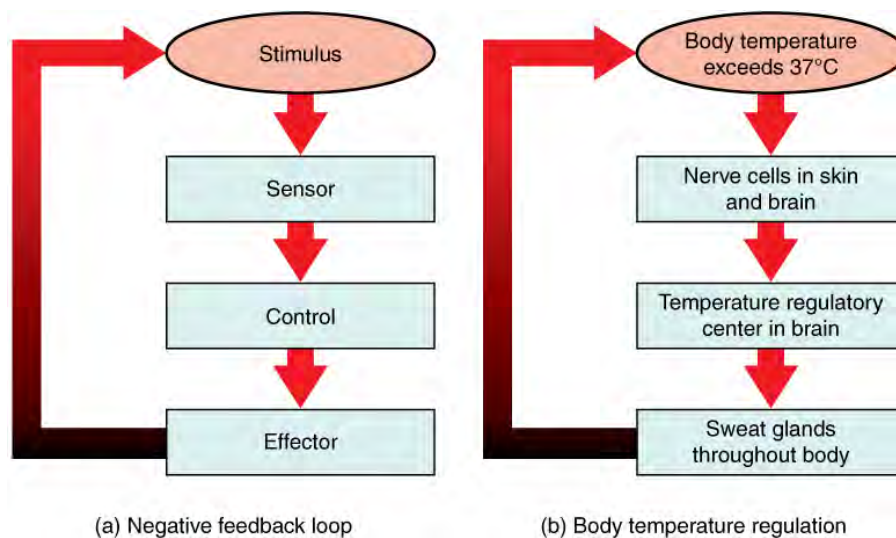 Stimulus
Sensor
Control
Effector
(a) Negative feedback loop
Body temperature
exceeds 37°C
Nerve cells in skin
and brain
Temperature regulatory
center in brain
Sweat glands
throughout body
(b) Body temperature regulation